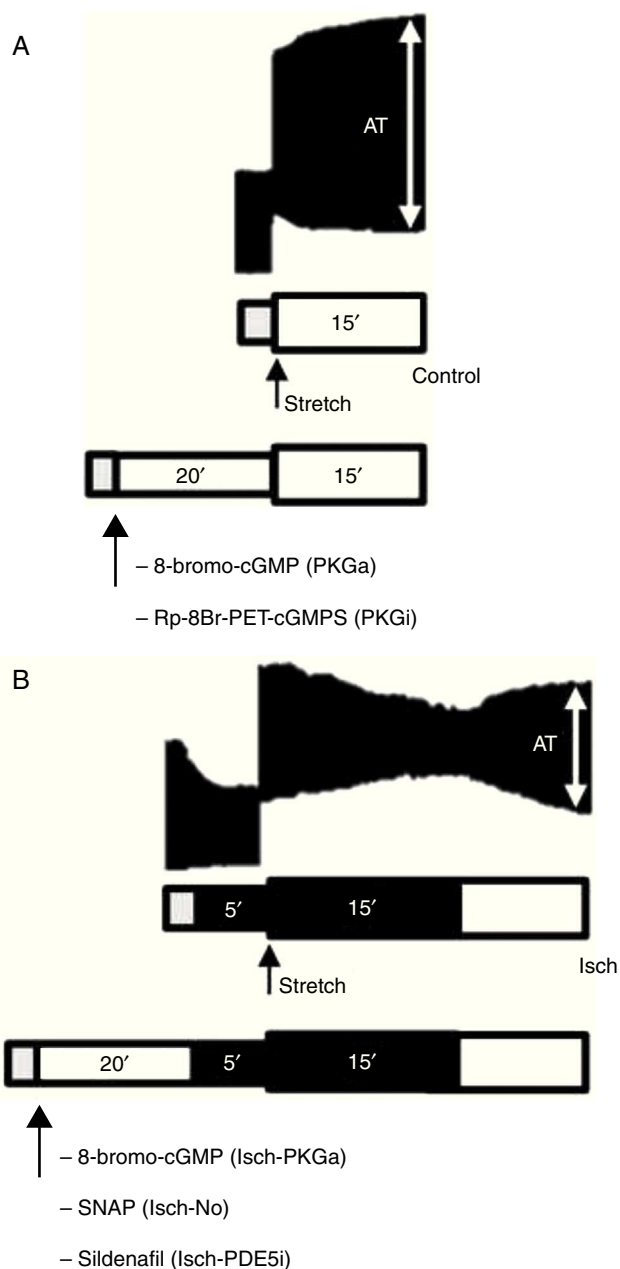 A
AT
15′
Control
Stretch
20′ 15′
– 8-bromo-cGMP (PKGa)
– Rp-8Br-PET-cGMPS (PKGi)
B
AT
5′ 15′
Isch
Stretch
20′ 5′ 15′
– 8-bromo-cGMP (Isch-PKGa)
– SNAP (Isch-No)
– Sildenafil (Isch-PDE5i)